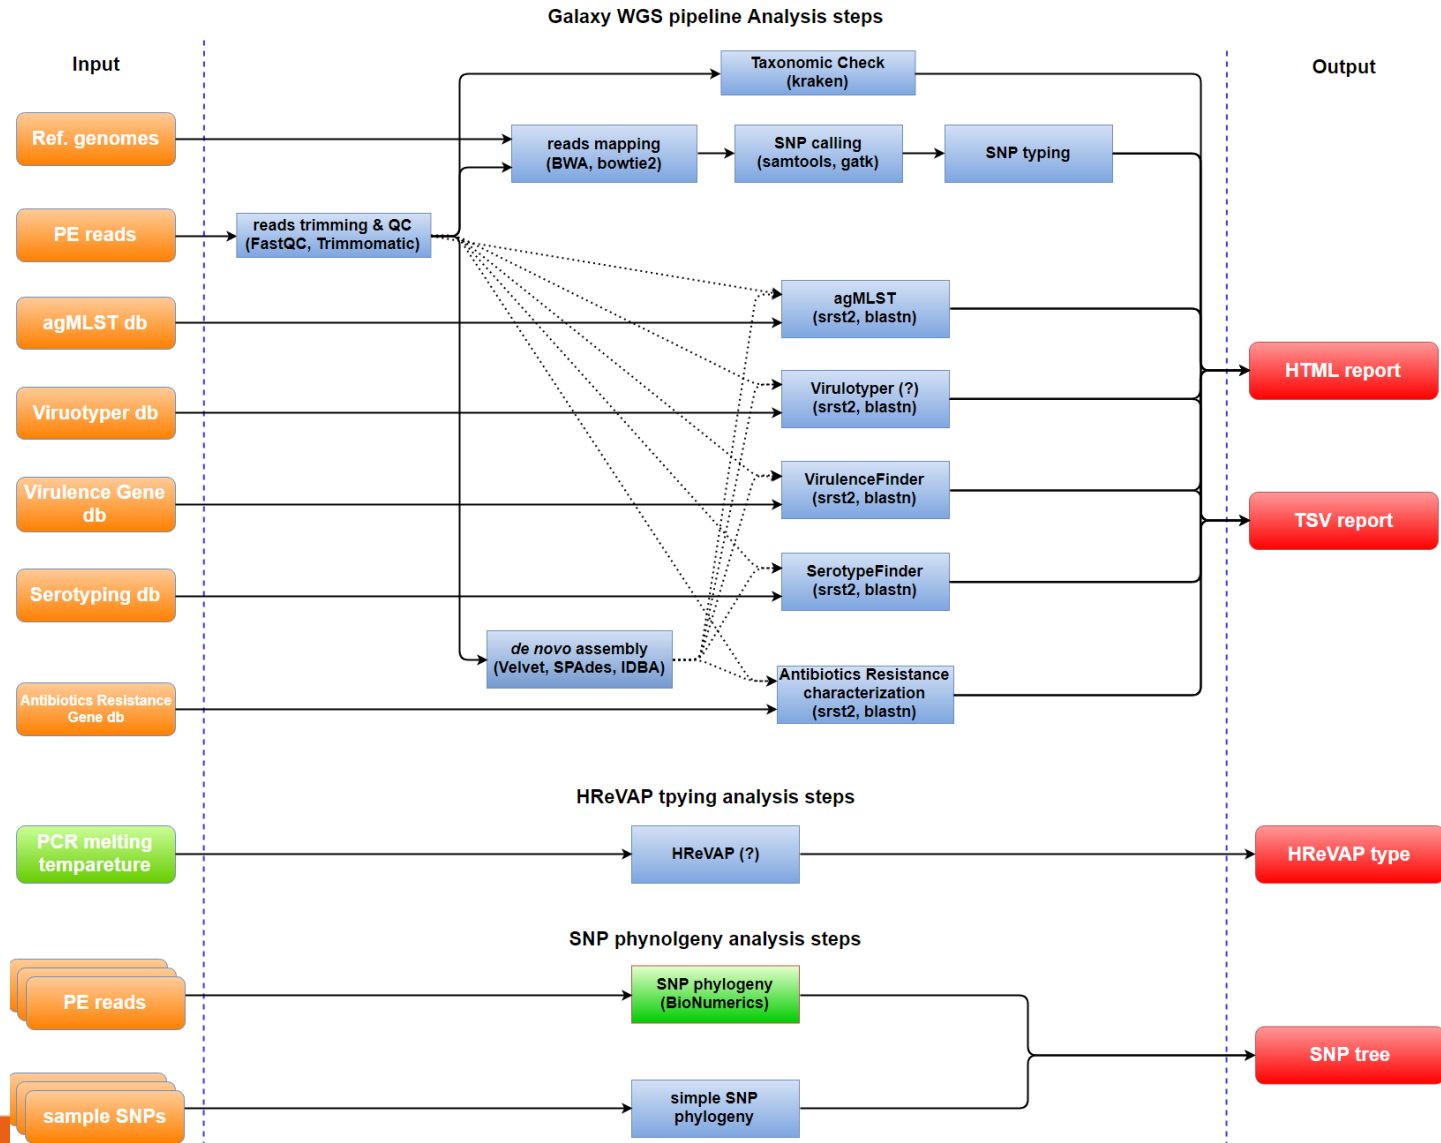 Galaxy WGS pipeline Analysis steps
Input
Output
Taxonomic Check
(kraken)
Ref. genomes
reads mapping
(BWA, bowtie2)
SNP calling
(samtools, gatk)
SNP typing
PE reads
reads trimming & QC
(FastQC, Trimmomatic)
agMLST db
agMLST
(srst2, blastn)
HTML report
Viruotyper db
Virulotyper (?)
(srst2, blastn)
Virulence Gene
db
VirulenceFinder
(srst2, blastn)
TSV report
Serotyping db
SerotypeFinder
(srst2, blastn)
de novo assembly
(Velvet, SPAdes, IDBA)
Antibiotics Resistance
Gene db
Antibiotics Resistance
characterization
(srst2, blastn)
HReVAP tpying analysis steps
PCR melting
tempareture
HReVAP (?)
HReVAP type
SNP phynolgeny analysis steps
PE reads
SNP phylogeny
(BioNumerics)
SNP tree
sample SNPs
simple SNP
phylogeny